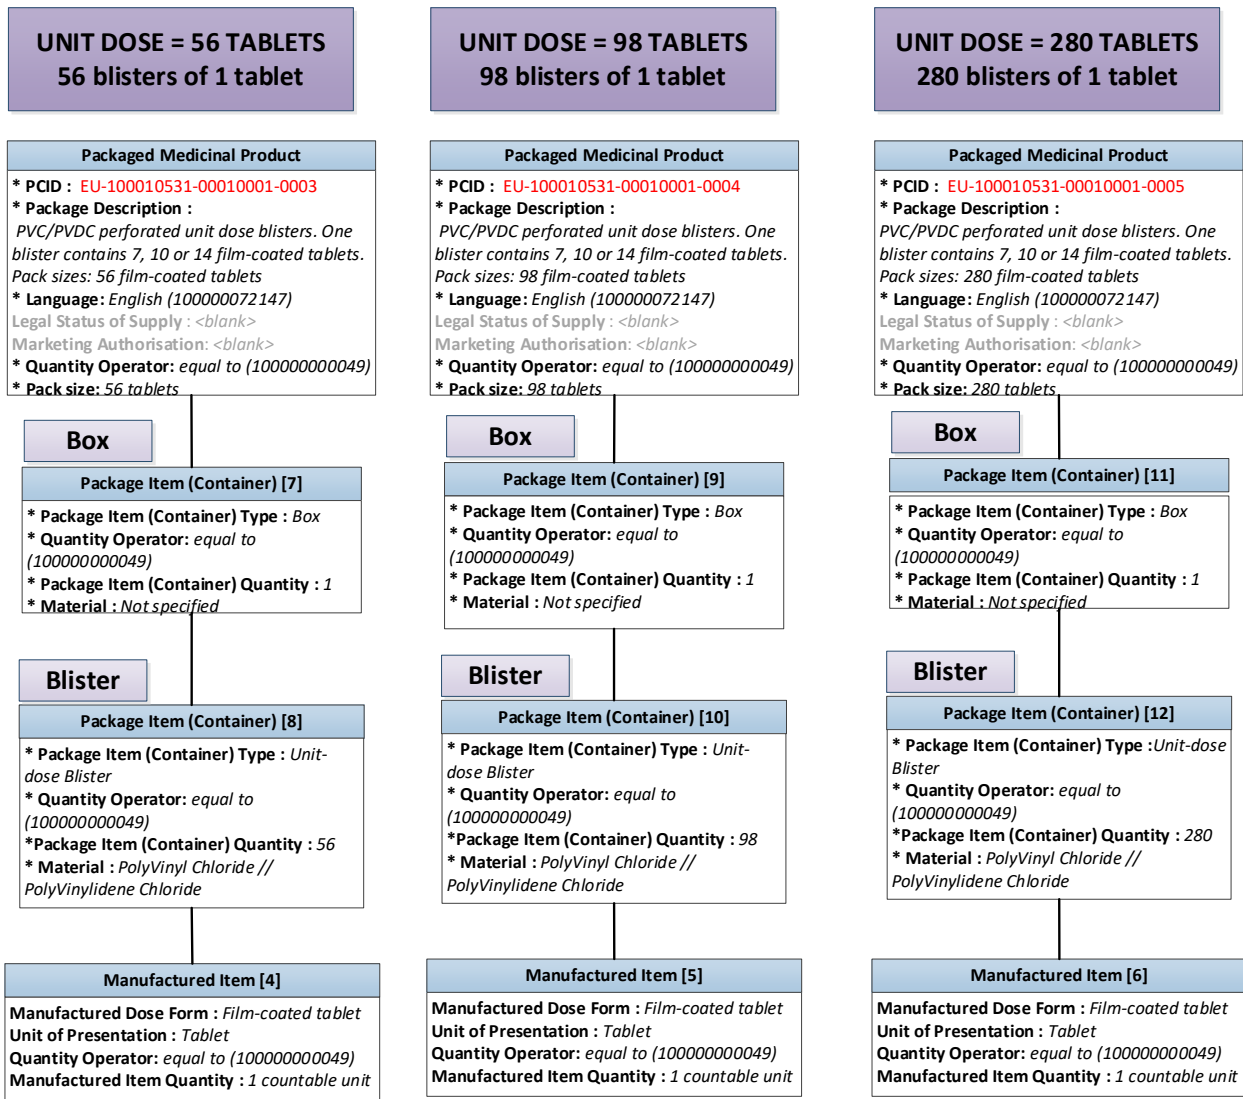 UNIT DOSE = 56 TABLETS
56 blisters of 1 tablet
Packaged Medicinal Product
* PCID : EU-100010531-00010001-0003
* Package Description :
PVC/PVDC perforated unit dose blisters. One
blister contains 7, 10 or 14 film-coated tablets.
Pack sizes: 56 film-coated tablets
* Language: English (100000072147)
Legal Status of Supply : <blank>
Marketing Authorisation: <blank>
* Quantity Operator: equal to (100000000049)
* Pack size: 56 tablets
Box
Package Item (Container) [7]
* Package Item (Container) Type : Box
* Quantity Operator: equal to
(100000000049)
* Package Item (Container) Quantity : 1
* Material : Not specified
Blister
Package Item (Container) [8]
* Package Item (Container) Type : Unit-
dose Blister
* Quantity Operator: equal to
(100000000049)
*Package Item (Container) Quantity : 56
* Material : PolyVinyl Chloride //
PolyVinylidene Chloride
Manufactured Item [4]
Manufactured Dose Form : Film-coated tablet
Unit of Presentation : Tablet
Quantity Operator: equal to (100000000049)
Manufactured Item Quantity : 1 countable unit
UNIT DOSE = 98 TABLETS
98 blisters of 1 tablet
Packaged Medicinal Product
* PCID : EU-100010531-00010001-0004
* Package Description :
PVC/PVDC perforated unit dose blisters. One
blister contains 7, 10 or 14 film-coated tablets.
Pack sizes: 98 film-coated tablets
* Language: English (100000072147)
Legal Status of Supply : <blank>
Marketing Authorisation: <blank>
* Quantity Operator: equal to (100000000049)
* Pack size: 98 tablets
Box
Package Item (Container) [9]
* Package Item (Container) Type : Box
* Quantity Operator: equal to
(100000000049)
* Package Item (Container) Quantity : 1
* Material : Not specified
Blister
Package Item (Container) [10]
* Package Item (Container) Type : Unit-
dose Blister
* Quantity Operator: equal to
(100000000049)
*Package Item (Container) Quantity : 98
* Material : PolyVinyl Chloride //
PolyVinylidene Chloride
Manufactured Item [5]
Manufactured Dose Form : Film-coated tablet
Unit of Presentation : Tablet
Quantity Operator: equal to (100000000049)
Manufactured Item Quantity : 1 countable unit
UNIT DOSE = 280 TABLETS
280 blisters of 1 tablet
Packaged Medicinal Product
* PCID : EU-100010531-00010001-0005
* Package Description :
PVC/PVDC perforated unit dose blisters. One
blister contains 7, 10 or 14 film-coated tablets.
Pack sizes: 280 film-coated tablets
* Language: English (100000072147)
Legal Status of Supply : <blank>
Marketing Authorisation: <blank>
* Quantity Operator: equal to (100000000049)
* Pack size: 280 tablets
Box
Package Item (Container) [11]
* Package Item (Container) Type : Box
* Quantity Operator: equal to
(100000000049)
* Package Item (Container) Quantity : 1
* Material : Not specified
Blister
Package Item (Container) [12]
* Package Item (Container) Type :Unit-dose
Blister
* Quantity Operator: equal to
(100000000049)
*Package Item (Container) Quantity : 280
* Material : PolyVinyl Chloride //
PolyVinylidene Chloride
Manufactured Item [6]
Manufactured Dose Form : Film-coated tablet
Unit of Presentation : Tablet
Quantity Operator: equal to (100000000049)
Manufactured Item Quantity : 1 countable unit